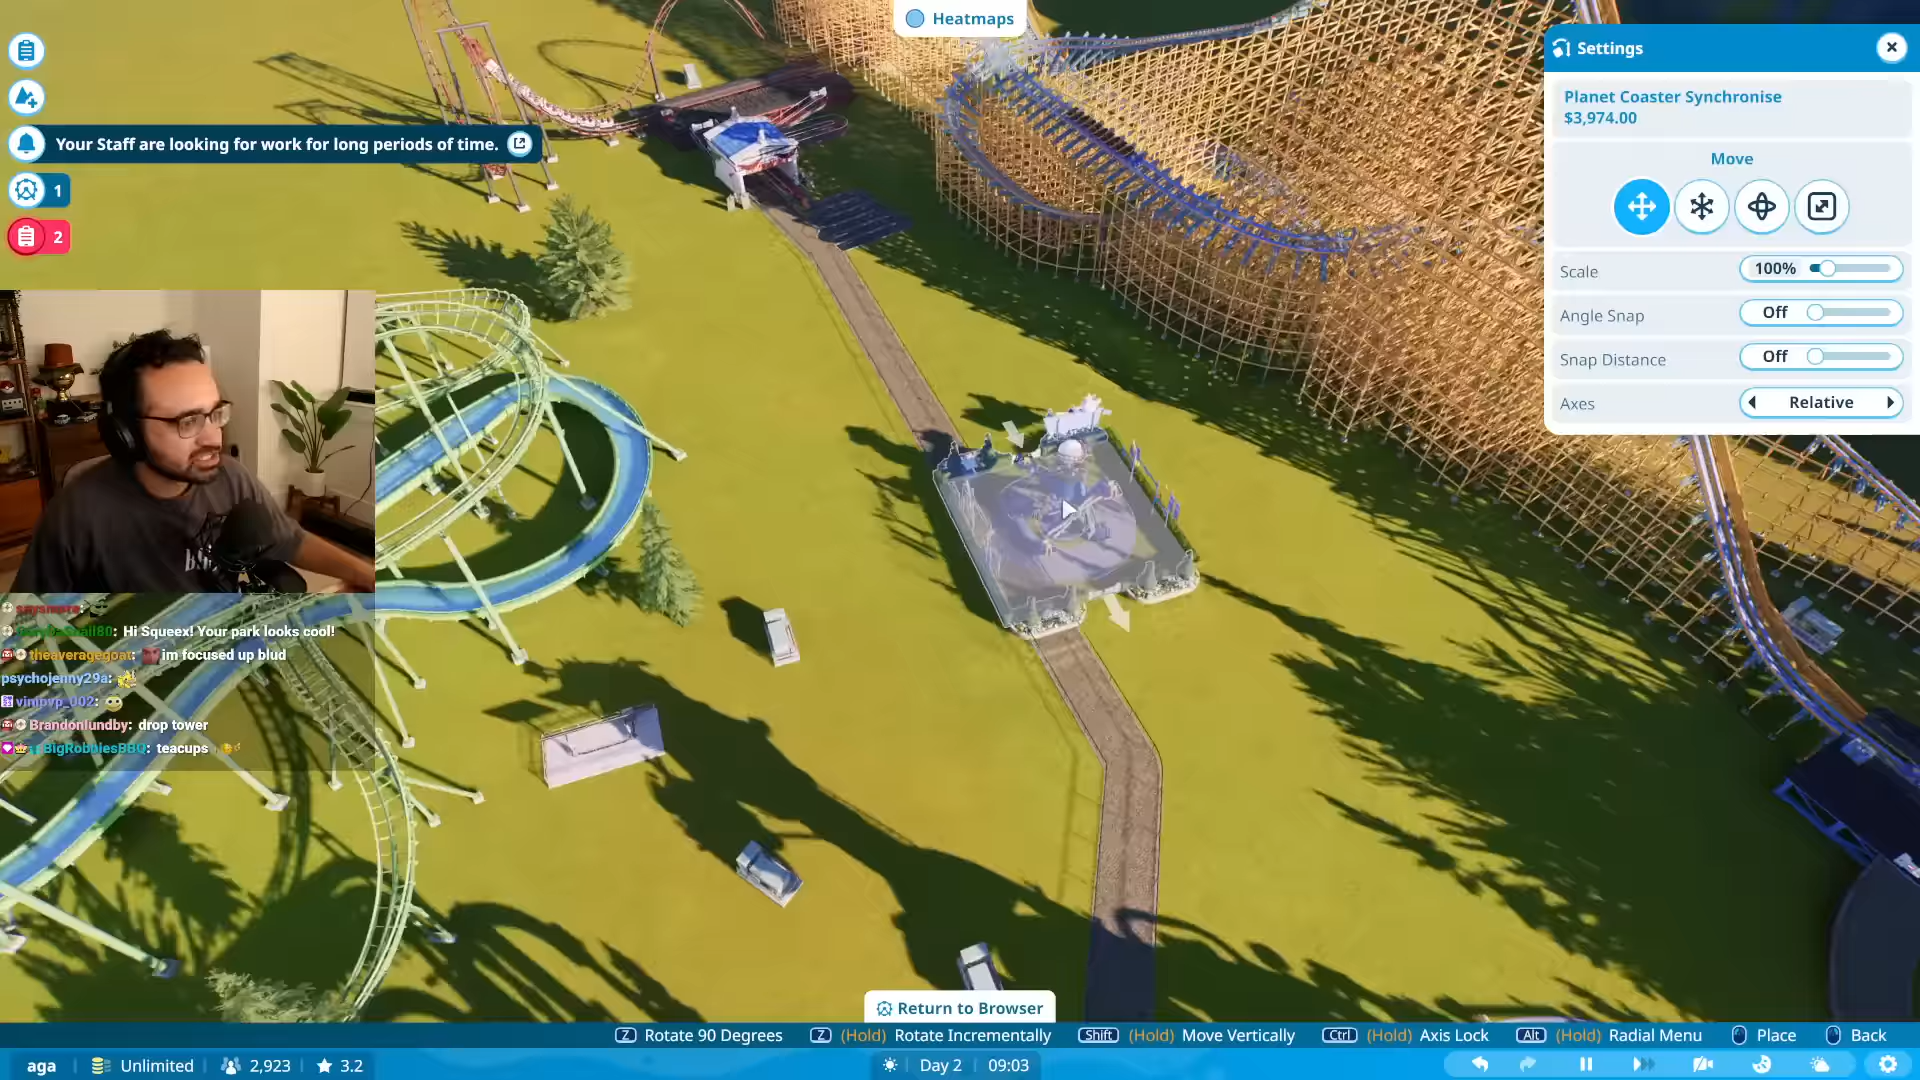 Heatmaps
Settings
Planet Coaster Synchronise
$3,974.00
Move
Scale 100%
Angle Snap Off
Snap Distance Off
Axes Relative
Your Staff are looking for work for long periods of time.
1
2
Hi Squeex! Your park looks cool!
theaveragegoat: im focused up blud
psychojenny29a:
vinipvp_002:
Brandonlundby: drop tower
BigRobbiesBBQ: teacups
Return to Browser
Z Rotate 90 Degrees Z (Hold) Rotate Incrementally Shift (Hold) Move Vertically Ctrl (Hold) Axis Lock Alt (Hold) Radial Menu Place Back
aga Unlimited 2,923 3.2 Day 2 09:03